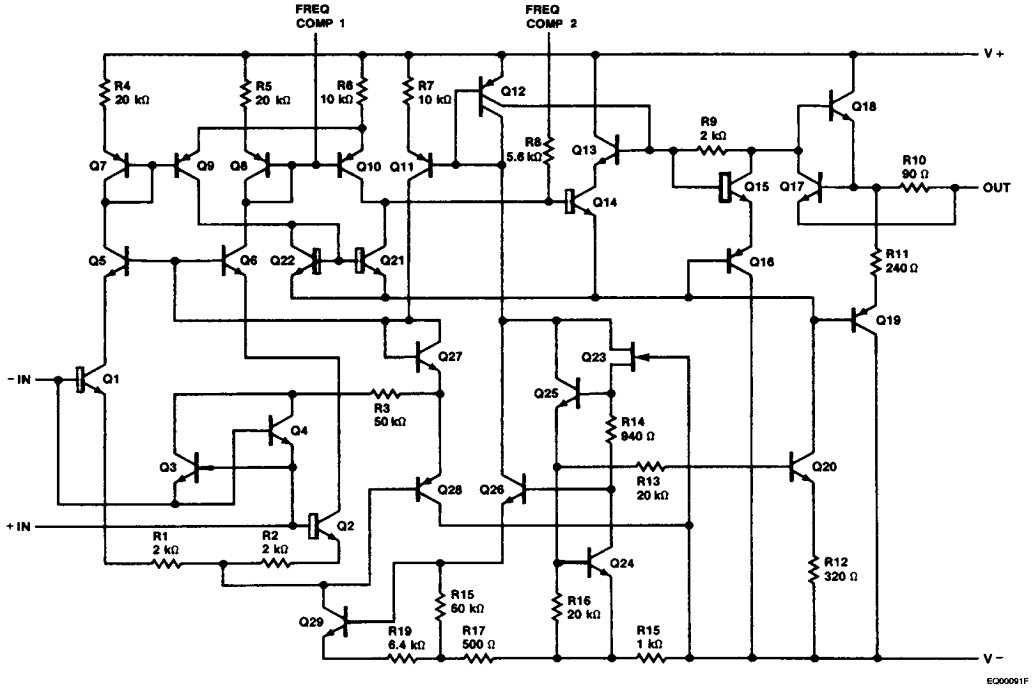 FREQ
COMP 1
FREQ
COMP 2
V+
R4
20 kΩ
R5
20 kΩ
R6
10 kΩ
R7
10 kΩ
Q12
R8
5.6 kΩ
Q13
R9
2 kΩ
Q18
Q7
Q9
Q8
Q10
Q11
Q14
Q15
Q17
R10
90 Ω
OUT
Q5
Q6
Q22
Q21
Q16
R11
240 Ω
Q19
Q27
Q23
-IN
Q1
R3
50 kΩ
Q25
R14
940 Ω
Q4
Q3
Q28
Q26
R13
20 kΩ
Q20
+IN
Q2
R1
2 kΩ
R2
2 kΩ
Q24
R12
320 Ω
Q29
R15
60 kΩ
R16
20 kΩ
R19
6.4 kΩ
R17
500 Ω
R15
1 kΩ
V-
EQ00091F